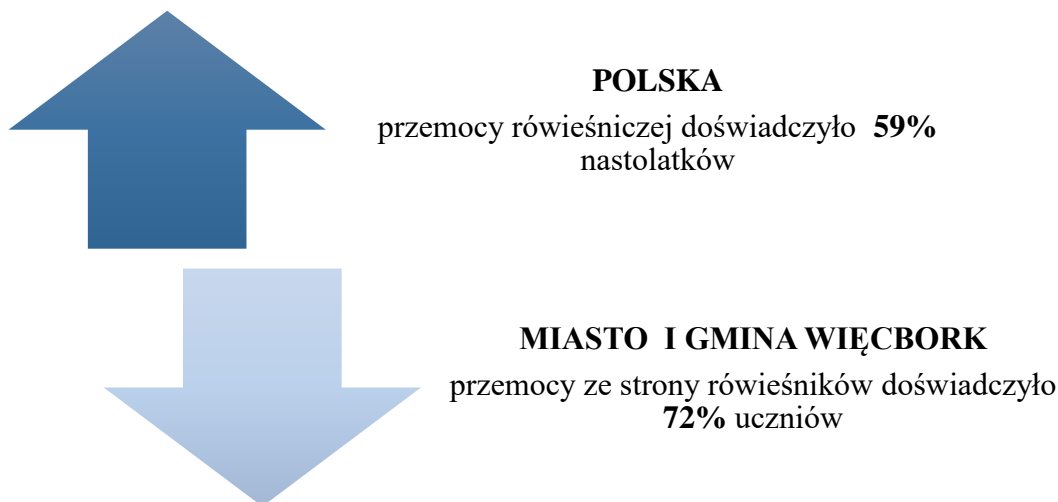 POLSKA
przemocy rówieśniczej doświadczyło 59%
nastolatków
MIASTO I GMINA WIĘCBORK
przemocy ze strony rówieśników doświadczyło
72% uczniów